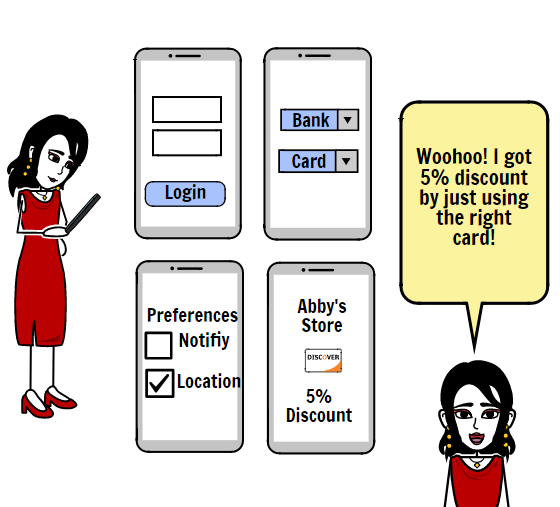 Login
Bank
Card
Preferences
Notifiy
Location
Abby's
Store
DISCOVER
5%
Discount
Woohoo! I got
5% discount
by just using
the right
card!